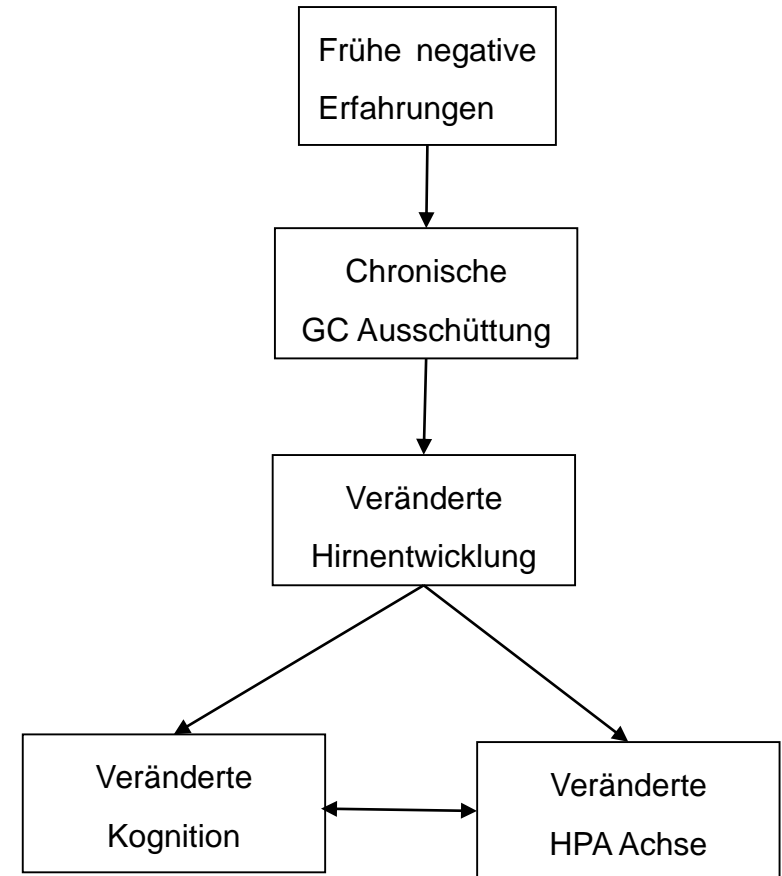 Frühe negative
Erfahrungen
Chronische
GC Ausschüttung
Veränderte
Hirnentwicklung
Veränderte
Kognition
Veränderte
HPA Achse